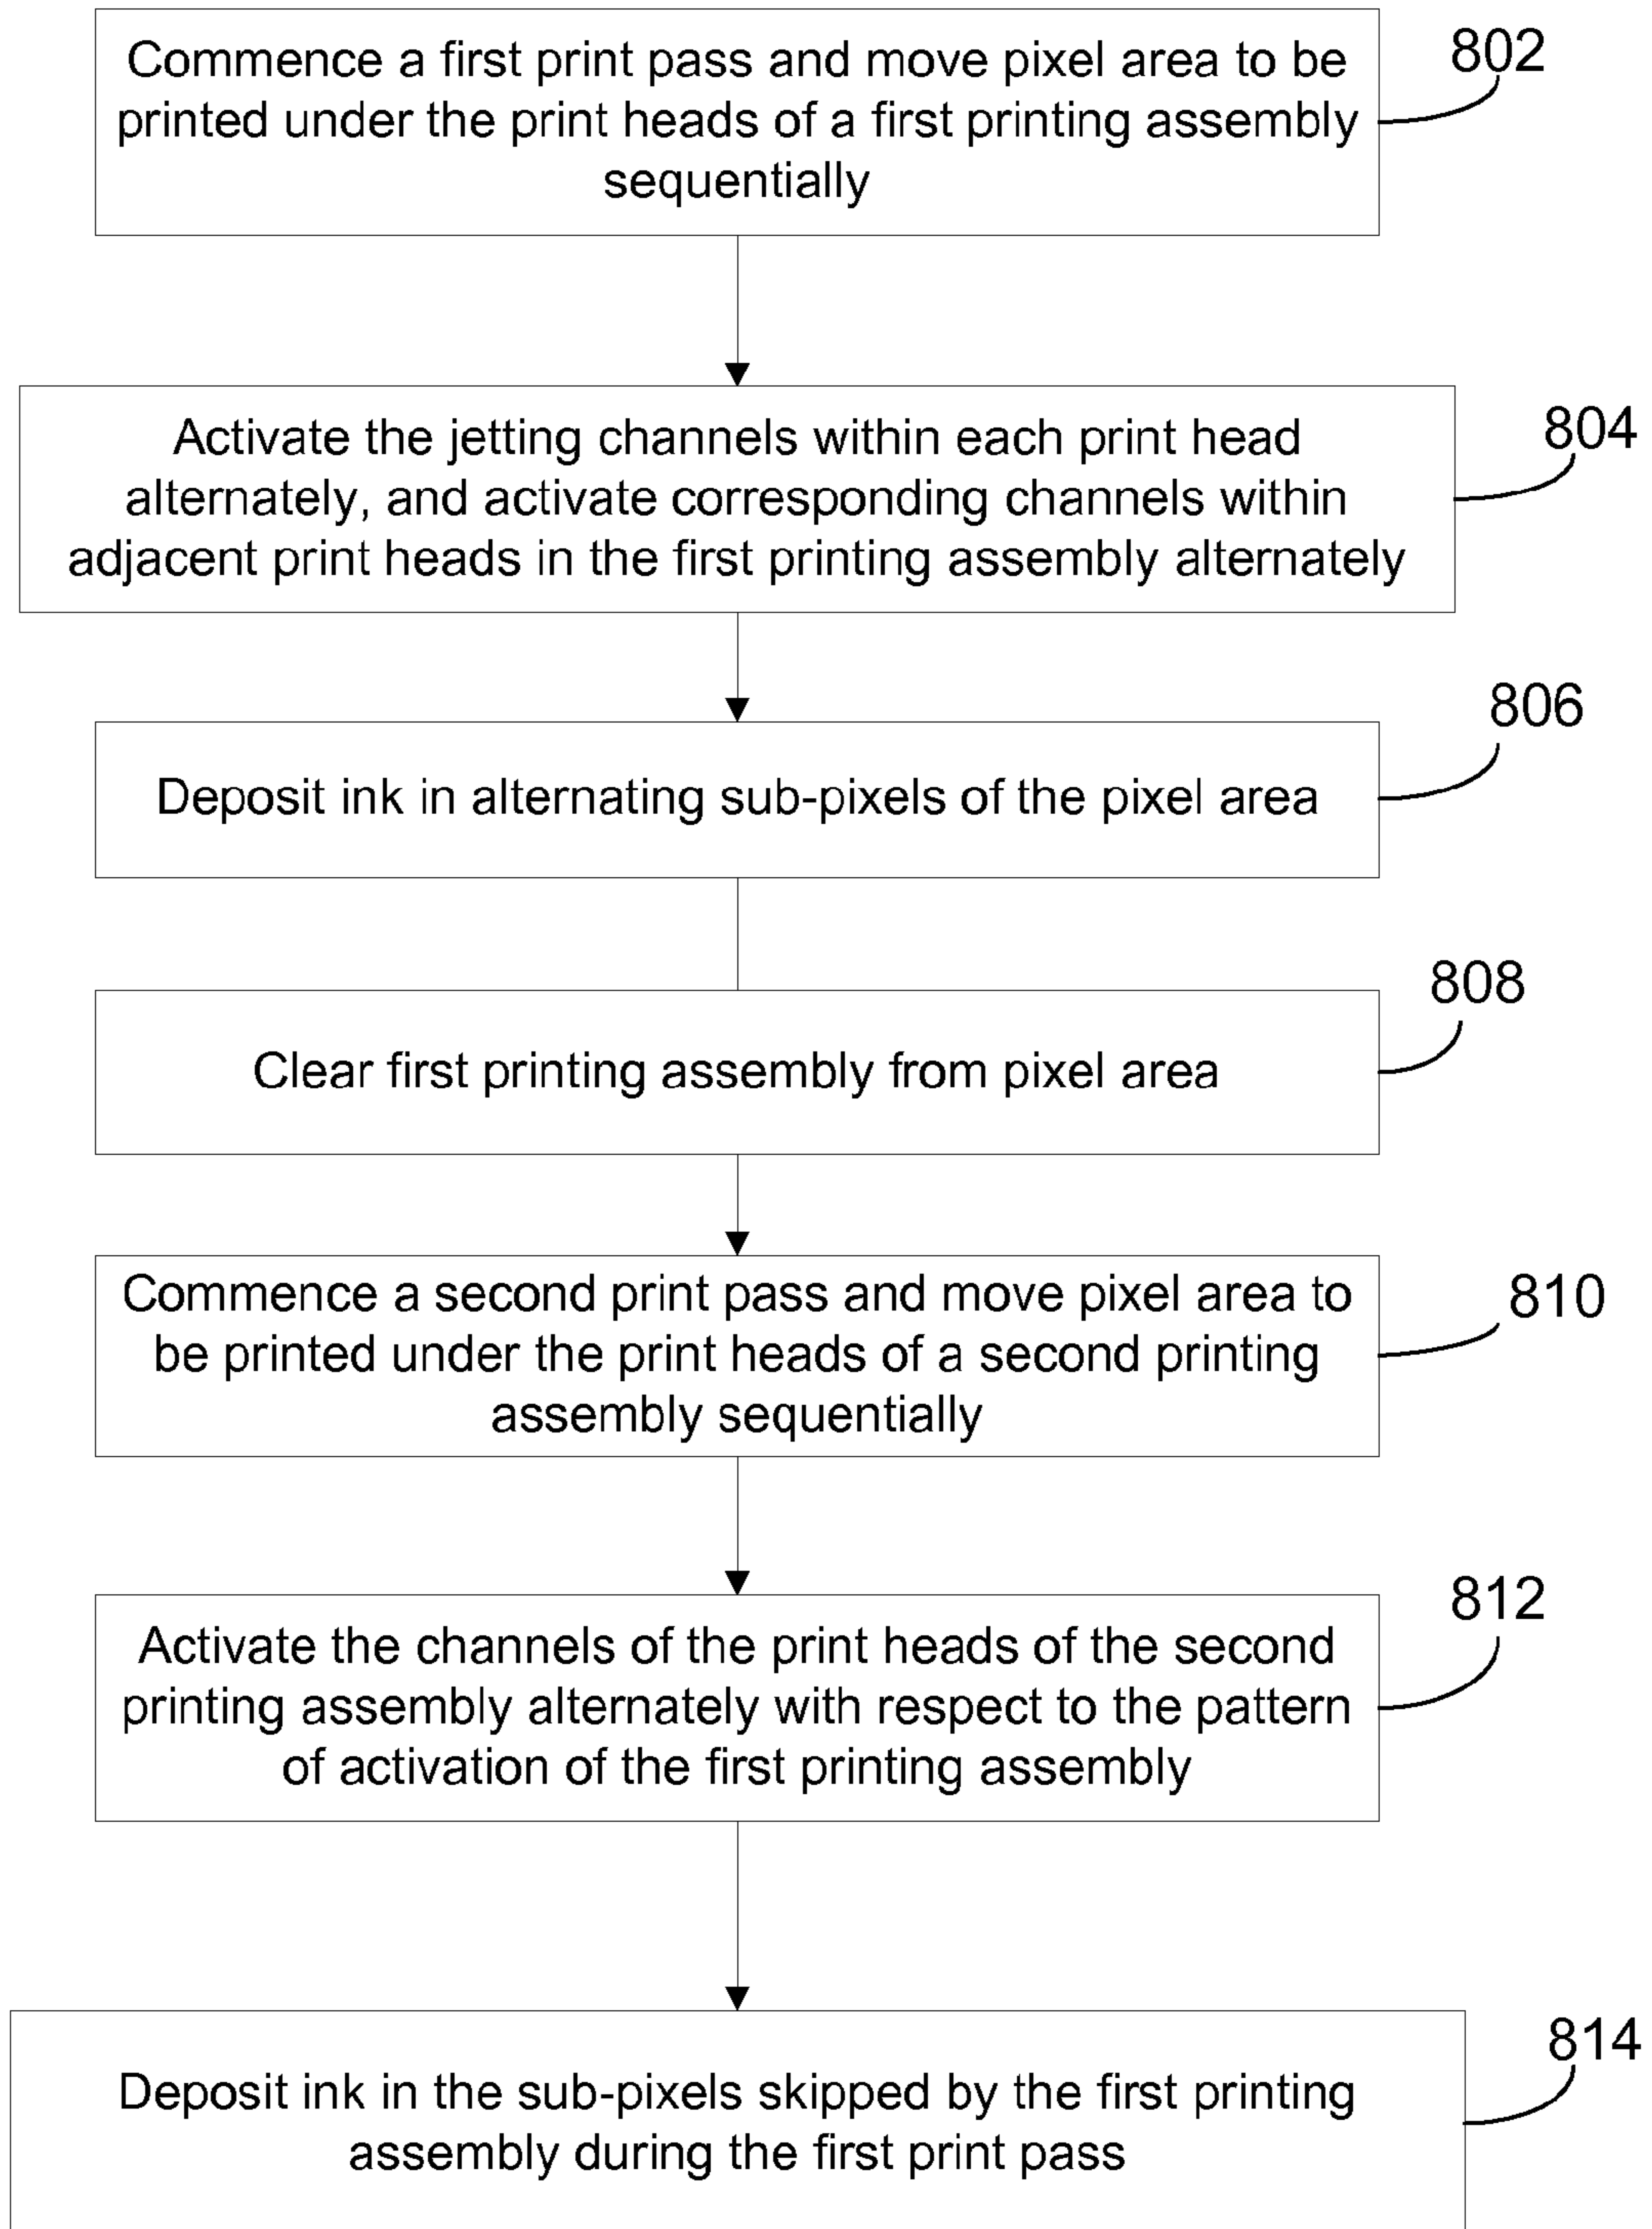 Commence a first print pass and move pixel area to be
printed under the print heads of a first printing assembly
sequentially
802
Activate the jetting channels within each print head
alternately, and activate corresponding channels within
adjacent print heads in the first printing assembly alternately
804
Deposit ink in alternating sub-pixels of the pixel area
806
Clear first printing assembly from pixel area
808
Commence a second print pass and move pixel area to
be printed under the print heads of a second printing
assembly sequentially
810
Activate the channels of the print heads of the second
printing assembly alternately with respect to the pattern
of activation of the first printing assembly
812
Deposit ink in the sub-pixels skipped by the first printing
assembly during the first print pass
814